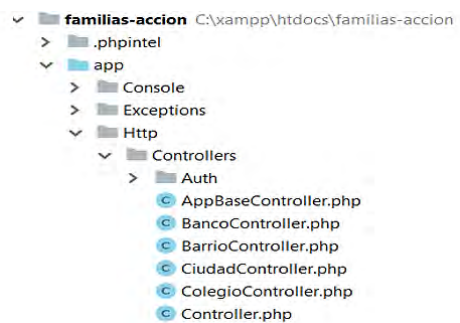 familias-accion C:\xampp\htdocs\familias-accion
.phpintel
app
Console
Exceptions
Http
Controllers
Auth
AppBaseController.php
BancoController.php
BarrioController.php
CiudadController.php
ColegioController.php
Controller.php